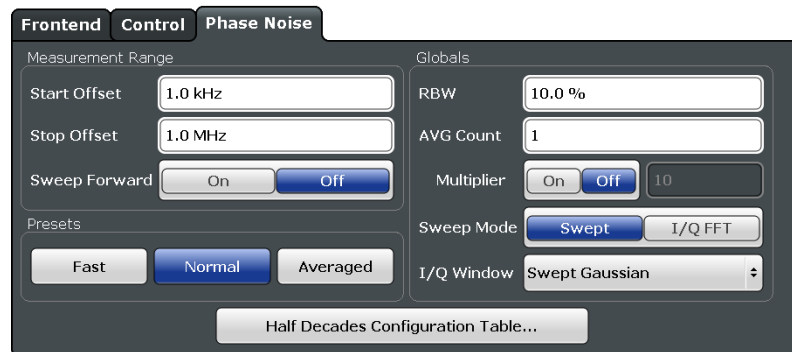 Frontend Control Phase Noise
Measurement Range
Start Offset 1.0 kHz
Stop Offset 1.0 MHz
Sweep Forward On Off
Presets
Fast Normal Averaged
Globals
RBW 10.0 %
AVG Count 1
Multiplier On Off 10
Sweep Mode Swept I/Q FFT
I/Q Window Swept Gaussian
Half Decades Configuration Table...